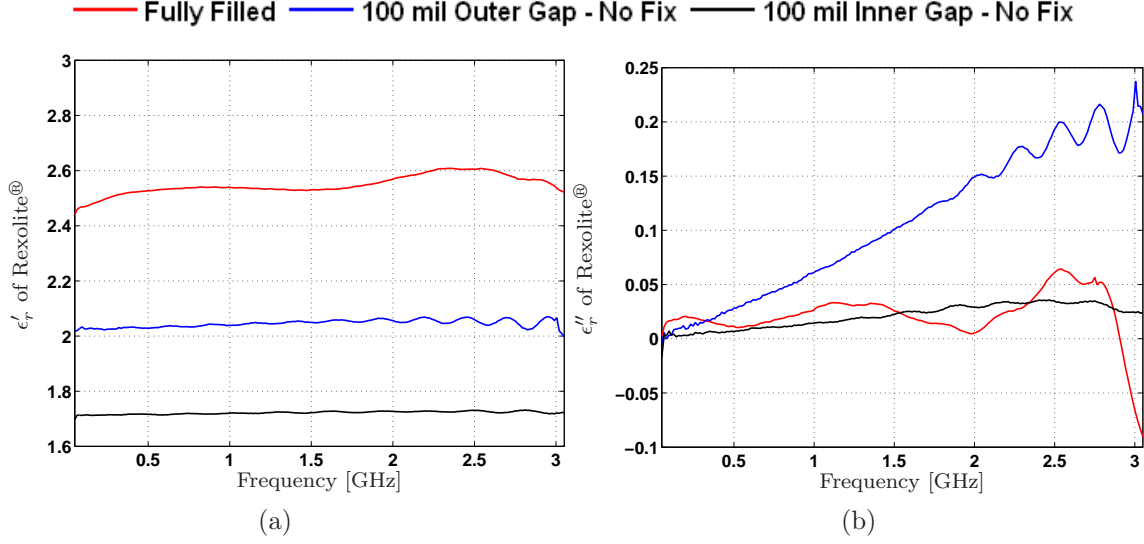 Fully Filled 100 mil Outer Gap - No Fix 100 mil Inner Gap - No Fix
3
2.8
2.6
2.4
2.2
2
1.8
1.6
ϵ′r of Rexolite®
0.5 1 1.5 2 2.5 3
Frequency [GHz]
(a)
0.25
0.2
0.15
0.1
0.05
0
−0.05
−0.1
ϵ″r of Rexolite®
0.5 1 1.5 2 2.5 3
Frequency [GHz]
(b)